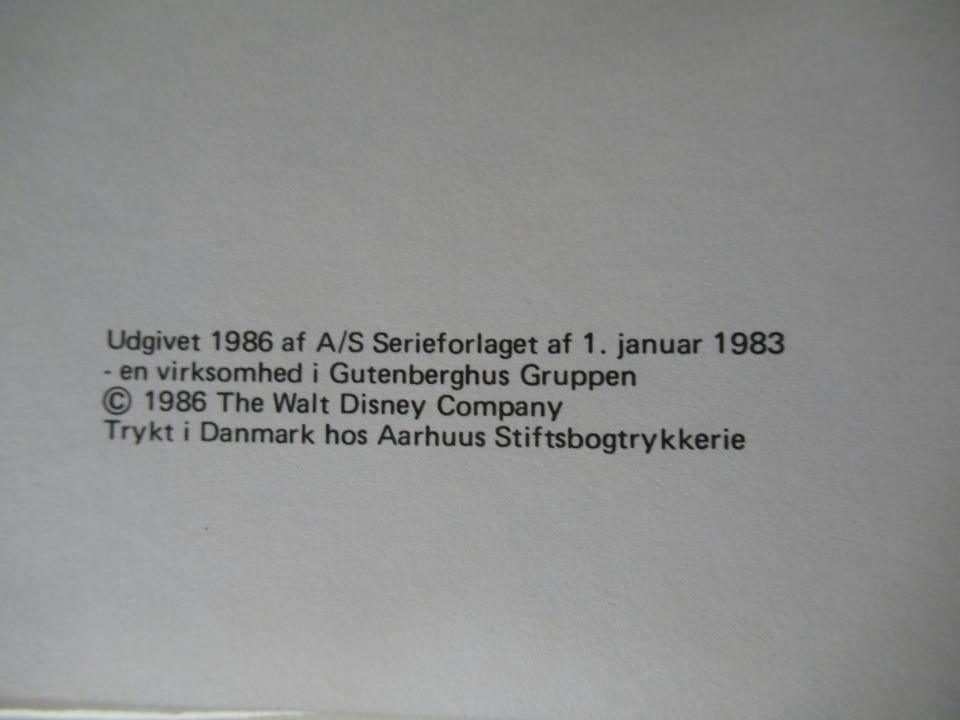 Udgivet 1986 af A/S Serieforlaget af 1. januar 1983
- en virksomhed i Gutenberghus Gruppen
© 1986 The Walt Disney Company
Trykt i Danmark hos Aarhuus Stiftsbogtrykkerie